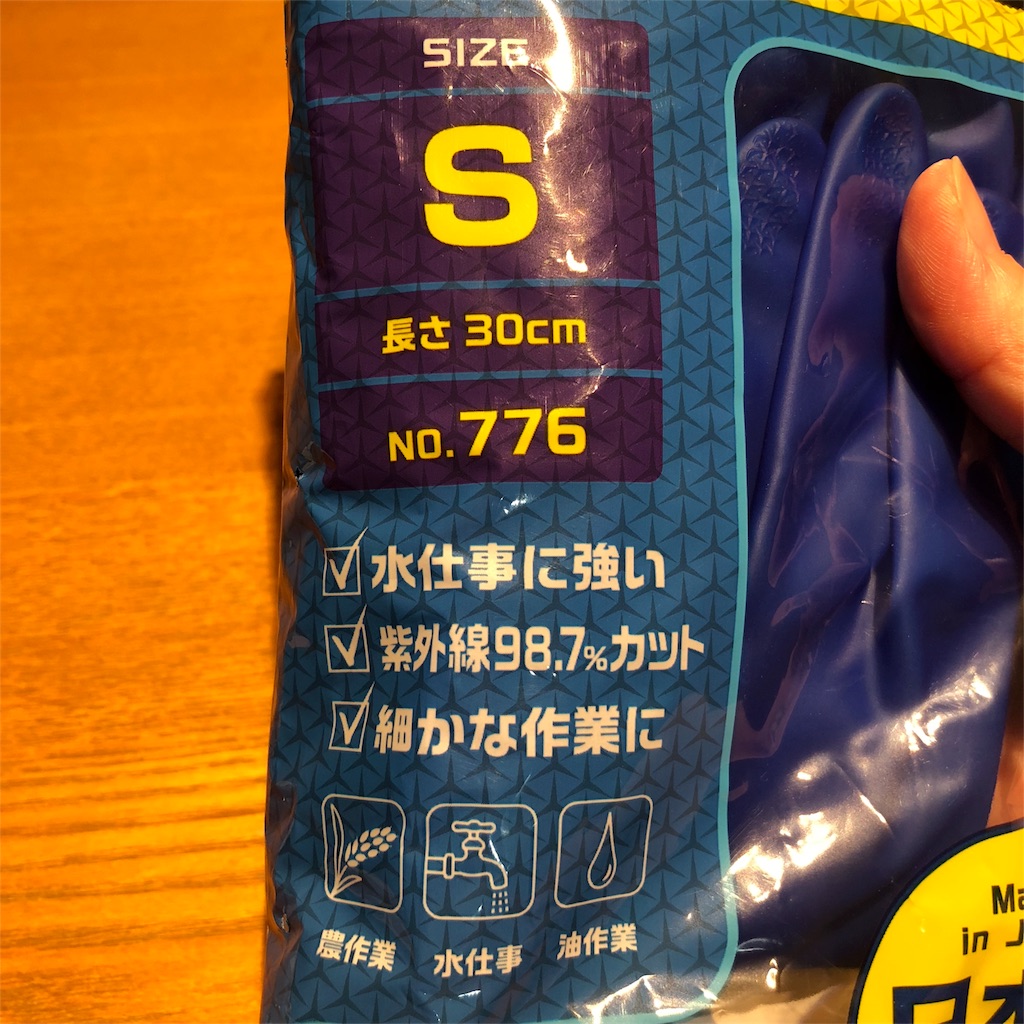 SIZE
S
長さ 30cm
NO.776
水仕事に強い
紫外線98.7%カット
細かな作業に
農作業
水仕事
油作業
Ma
in J
日本